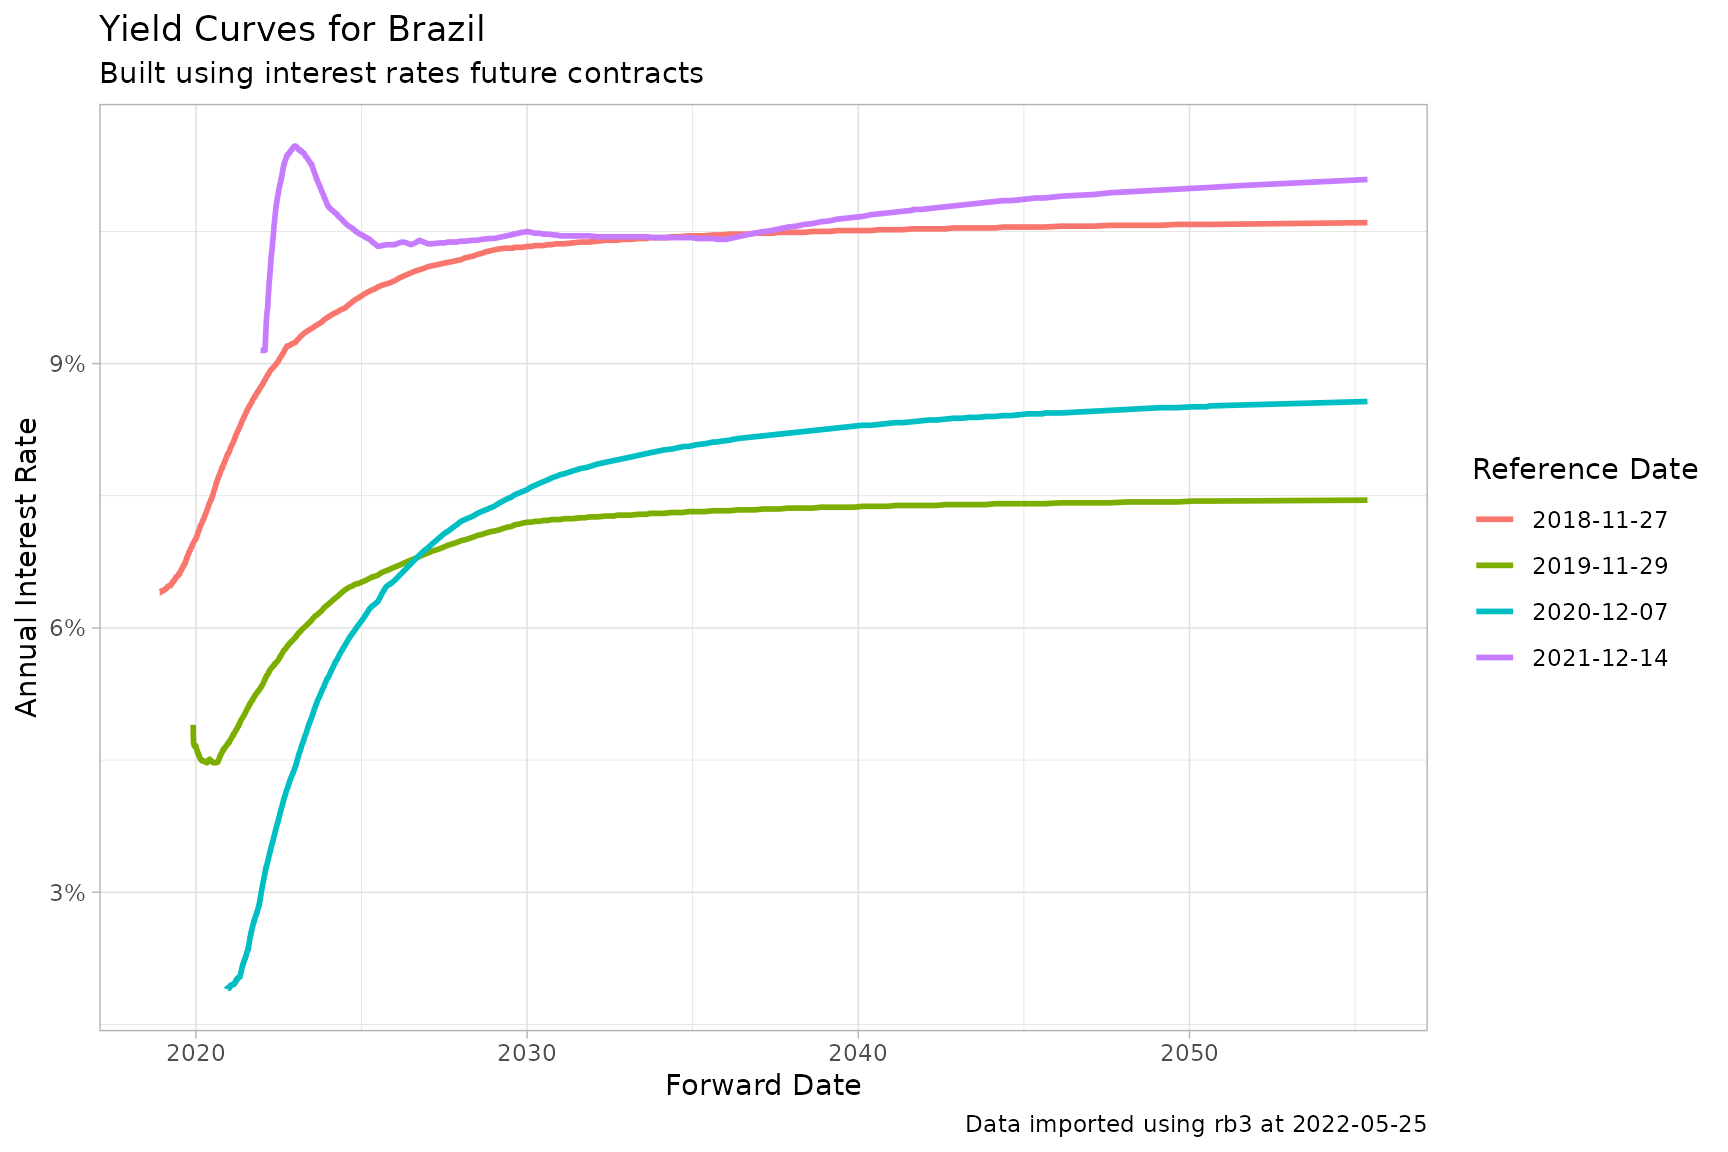 Yield Curves for Brazil
Built using interest rates future contracts
Annual Interest Rate
9%
6%
3%
2020
2030
2040
2050
Forward Date
Reference Date
2018-11-27
2019-11-29
2020-12-07
2021-12-14
Data imported using rb3 at 2022-05-25